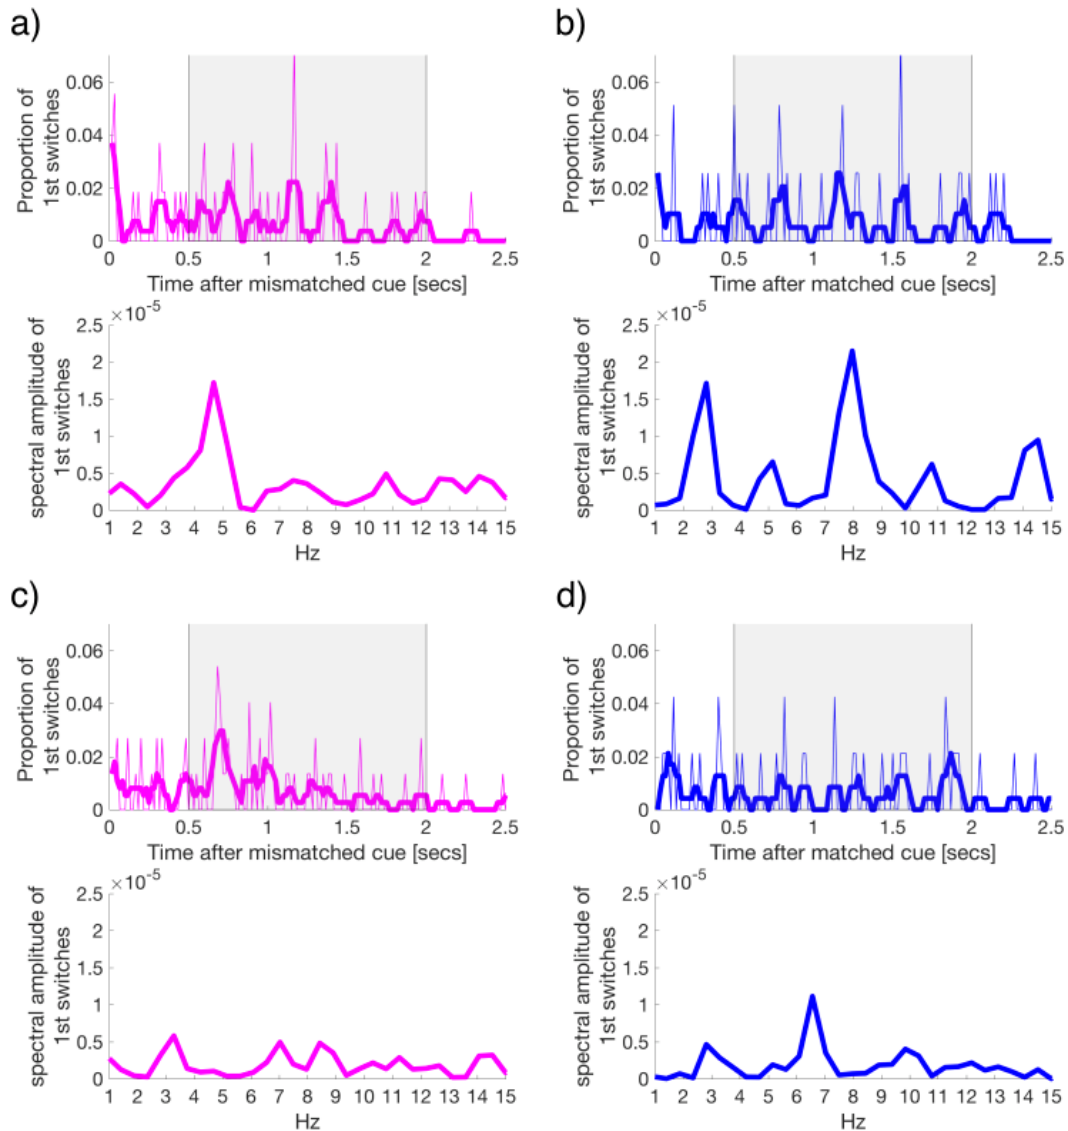 a)
Proportion of
1st switches
0.06
0.04
0.02
0
0 0.5 1 1.5 2 2.5
Time after mismatched cue [secs]
×10-5
spectral amplitude of
1st switches
2.5
2
1.5
1
0.5
0
1 2 3 4 5 6 7 8 9 10 11 12 13 14 15
Hz
b)
Proportion of
1st switches
0.06
0.04
0.02
0
0 0.5 1 1.5 2 2.5
Time after matched cue [secs]
×10-5
spectral amplitude of
1st switches
2.5
2
1.5
1
0.5
0
1 2 3 4 5 6 7 8 9 10 11 12 13 14 15
Hz
c)
Proportion of
1st switches
0.06
0.04
0.02
0
0 0.5 1 1.5 2 2.5
Time after mismatched cue [secs]
×10-5
spectral amplitude of
1st switches
2.5
2
1.5
1
0.5
0
1 2 3 4 5 6 7 8 9 10 11 12 13 14 15
Hz
d)
Proportion of
1st switches
0.06
0.04
0.02
0
0 0.5 1 1.5 2 2.5
Time after matched cue [secs]
×10-5
spectral amplitude of
1st switches
2.5
2
1.5
1
0.5
0
1 2 3 4 6 6 7 8 9 10 11 12 13 14 15
Hz